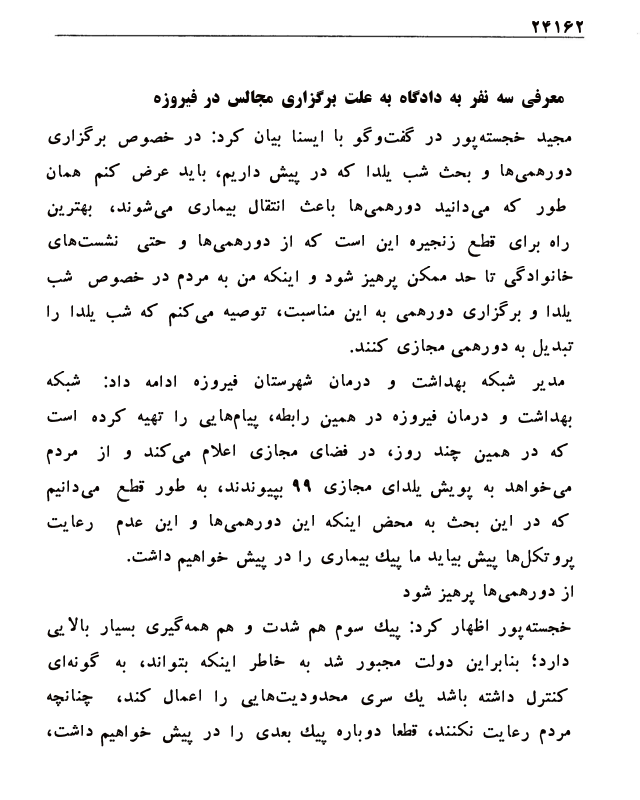 ۲۴۱۶۲
معرفی سه نفر به دادگاه به علت برگزاری مجالس در فیروزه
مجید خجسته‌پور در گفت‌وگو با ایسنا بیان کرد: در خصوص برگزاری
دورهمی‌ها و بحث شب یلدا که در پیش داریم، باید عرض کنم همان
طور که می‌دانید دورهمی‌ها باعث انتقال بیماری می‌شوند، بهترین
راه برای قطع زنجیره این است که از دورهمی‌ها و حتی نشست‌های
خانوادگی تا حد ممکن پرهیز شود و اینکه من به مردم در خصوص شب
یلدا و برگزاری دورهمی به این مناسبت، توصیه می‌کنم که شب یلدا را
تبدیل به دورهمی مجازی کنند.
مدیر شبکه بهداشت و درمان شهرستان فیروزه ادامه داد: شبکه
بهداشت و درمان فیروزه در همین رابطه، پیام‌هایی را تهیه کرده است
که در همین چند روز، در فضای مجازی اعلام می‌کند و از مردم
می‌خواهد به پویش یلدای مجازی ۹۹ بپیوندند، به طور قطع می‌دانیم
که در این بحث به محض اینکه این دورهمی‌ها و این عدم رعایت
پروتکل‌ها پیش بیاید ما پیك بیماری را در پیش خواهیم داشت.
از دورهمی‌ها پرهیز شود
خجسته‌پور اظهار کرد: پیك سوم هم شدت و هم همه‌گیری بسیار بالایی
دارد؛ بنابراین دولت مجبور شد به خاطر اینکه بتواند، به گونه‌ای
کنترل داشته باشد یك سری محدودیت‌هایی را اعمال کند، چنانچه
مردم رعایت نکنند، قطعا دوباره پیك بعدی را در پیش خواهیم داشت،